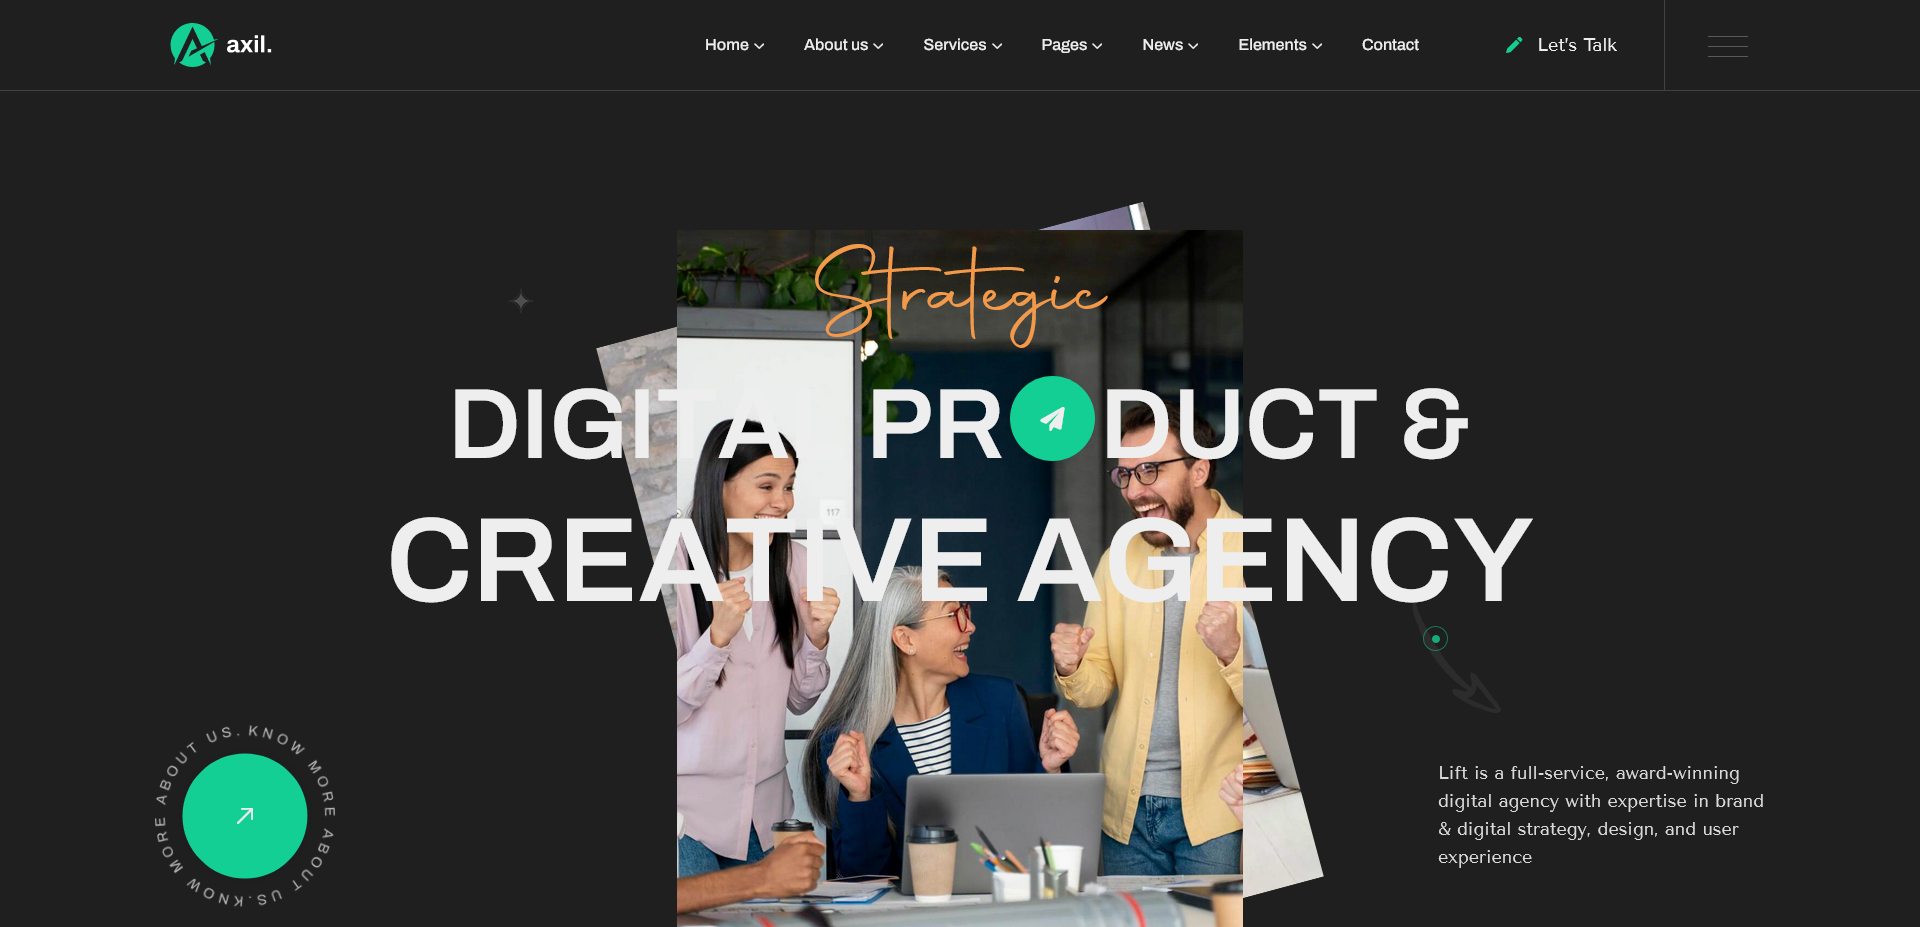 axil.
Home
About us
Services
Pages
News
Elements
Contact
Let's Talk
Strategic
DIGITAL PRODUCT &
CREATIVE AGENCY
117
KNOW MORE ABOUT US.KNOW MORE ABOUT US.
Lift is a full-service, award-winning
digital agency with expertise in brand
& digital strategy, design, and user
experience